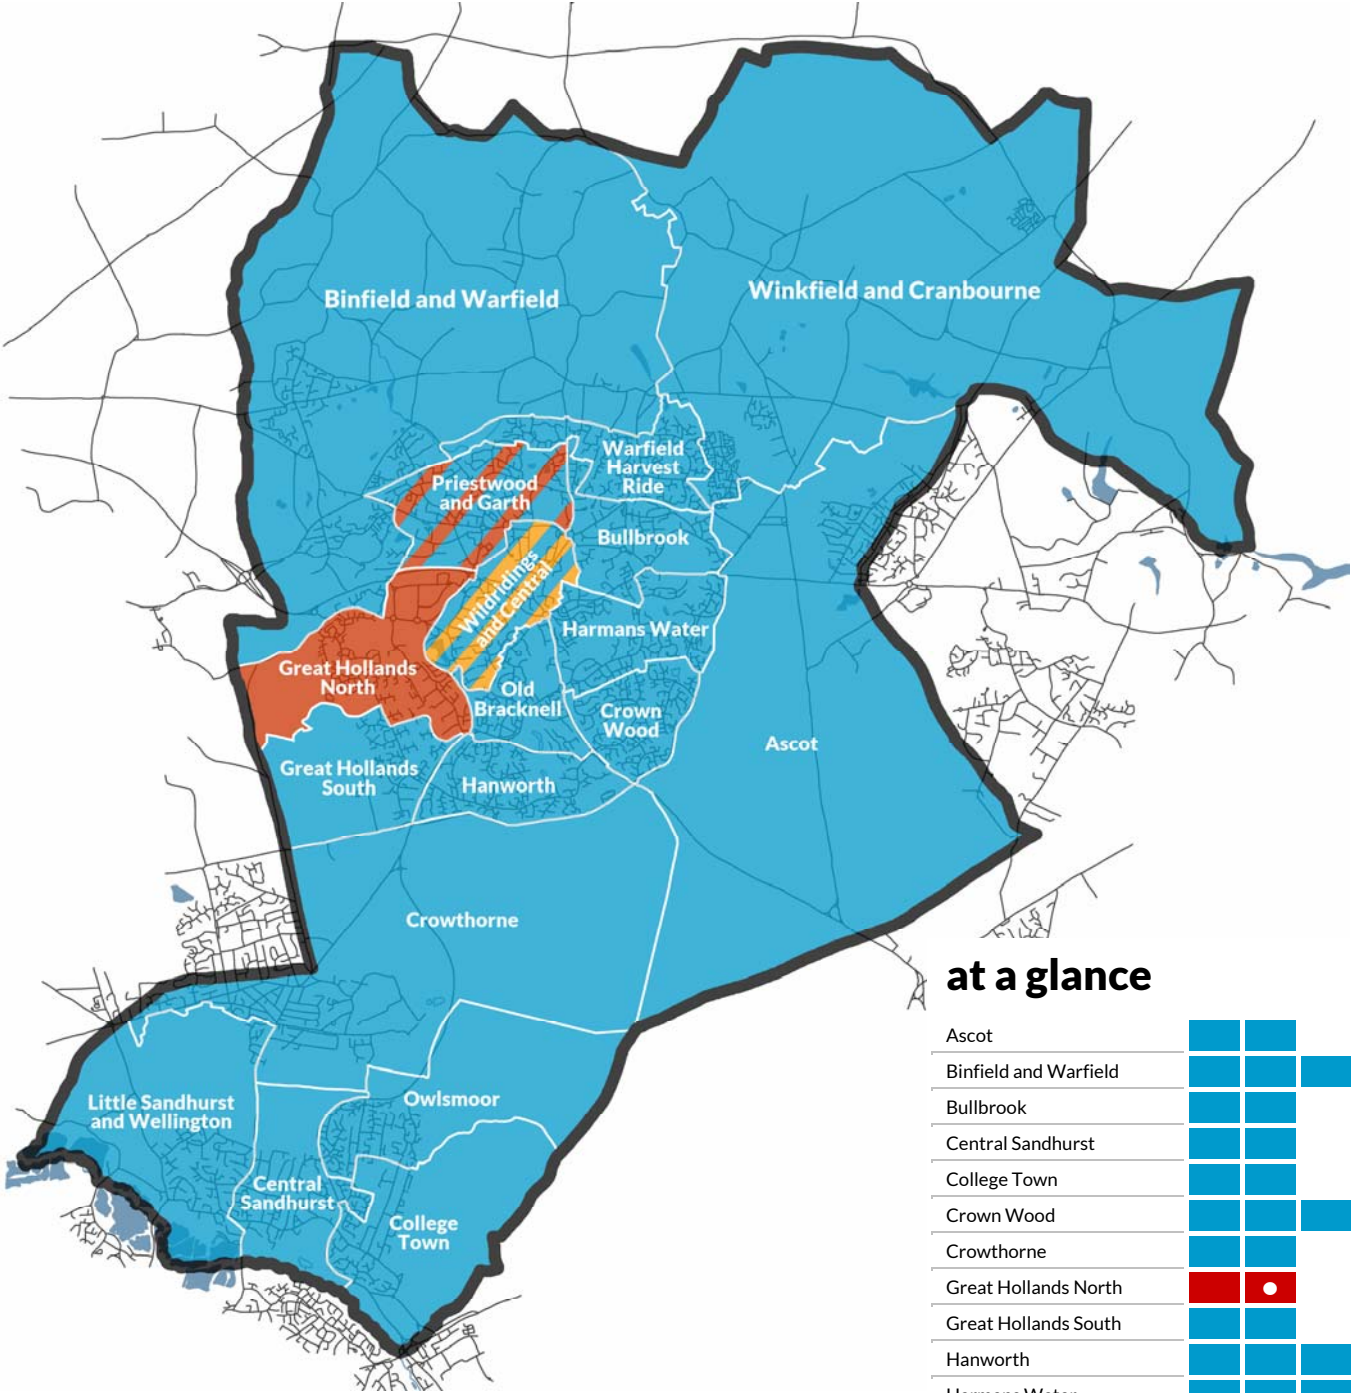 Binfield and Warfield
Winkfield and Cranbourne
Warfield
Harvest
Ride
Priestwood
and Garth
Bullbrook
Wildridings
and Central
Harmans Water
Great Hollands
North
Old
Bracknell
Crown
Wood
Ascot
Great Hollands
South
Hanworth
Crowthorne
Little Sandhurst
and Wellington
Owlsmoor
Central
Sandhurst
College
Town
at a glance
Ascot
Binfield and Warfield
Bullbrook
Central Sandhurst
College Town
Crown Wood
Crowthorne
Great Hollands North
Great Hollands South
Hanworth
Harmans Water